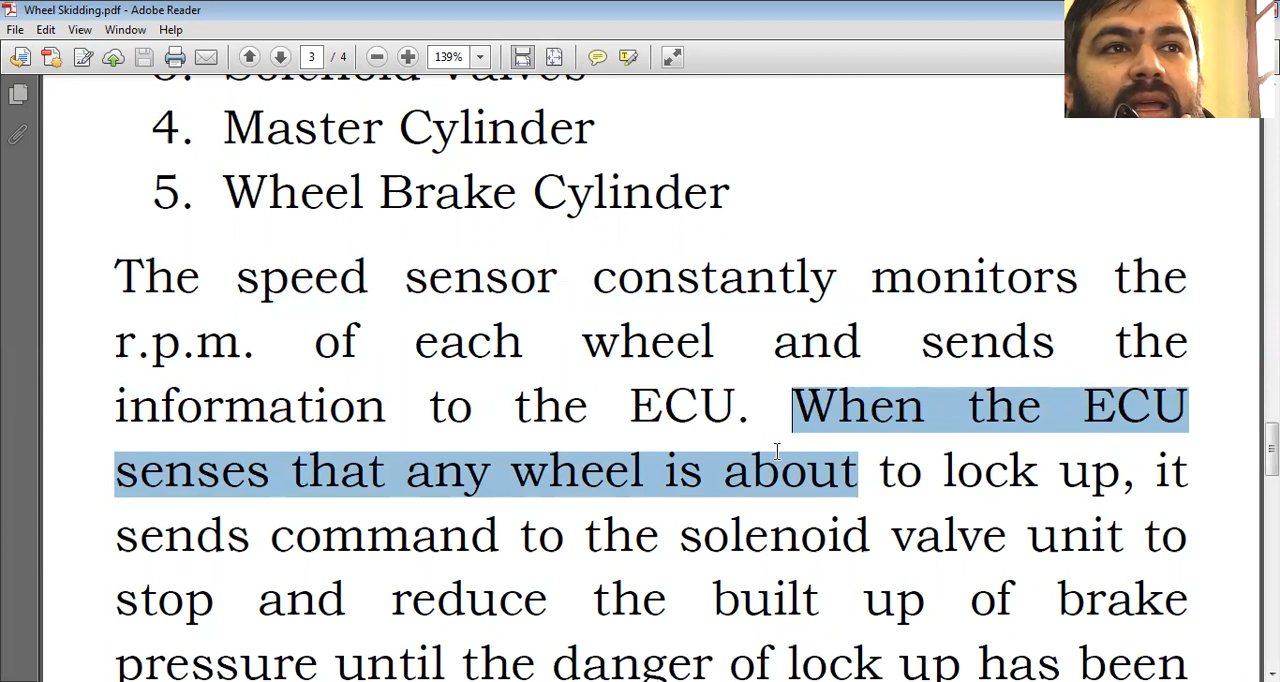 Wheel Skidding.pdf - Adobe Reader
File Edit View Window Help
3 / 4 139%
3. Solenoid Valves
4. Master Cylinder
5. Wheel Brake Cylinder
The speed sensor constantly monitors the
r.p.m. of each wheel and sends the
information to the ECU. When the ECU
senses that any wheel is about to lock up, it
sends command to the solenoid valve unit to
stop and reduce the built up of brake
pressure until the danger of lock up has been